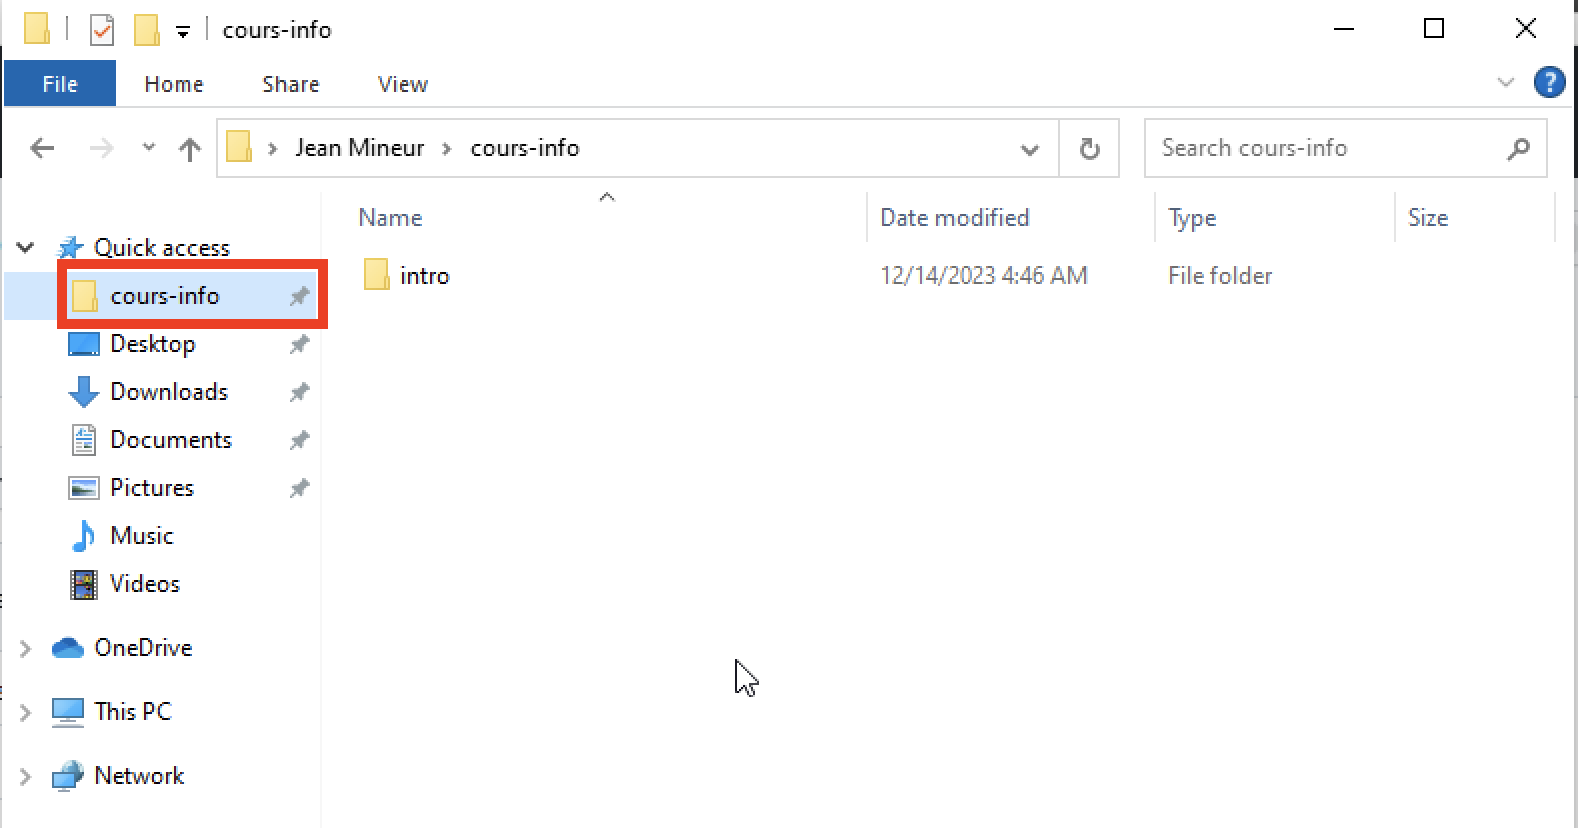 cours-info
File Home Share View ?
Jean Mineur cours-info Search cours-info
Name Date modified Type Size
Quick access
intro 12/14/2023 4:46 AM File folder
cours-info
Desktop
Downloads
Documents
Pictures
Music
Videos
OneDrive
This PC
Network